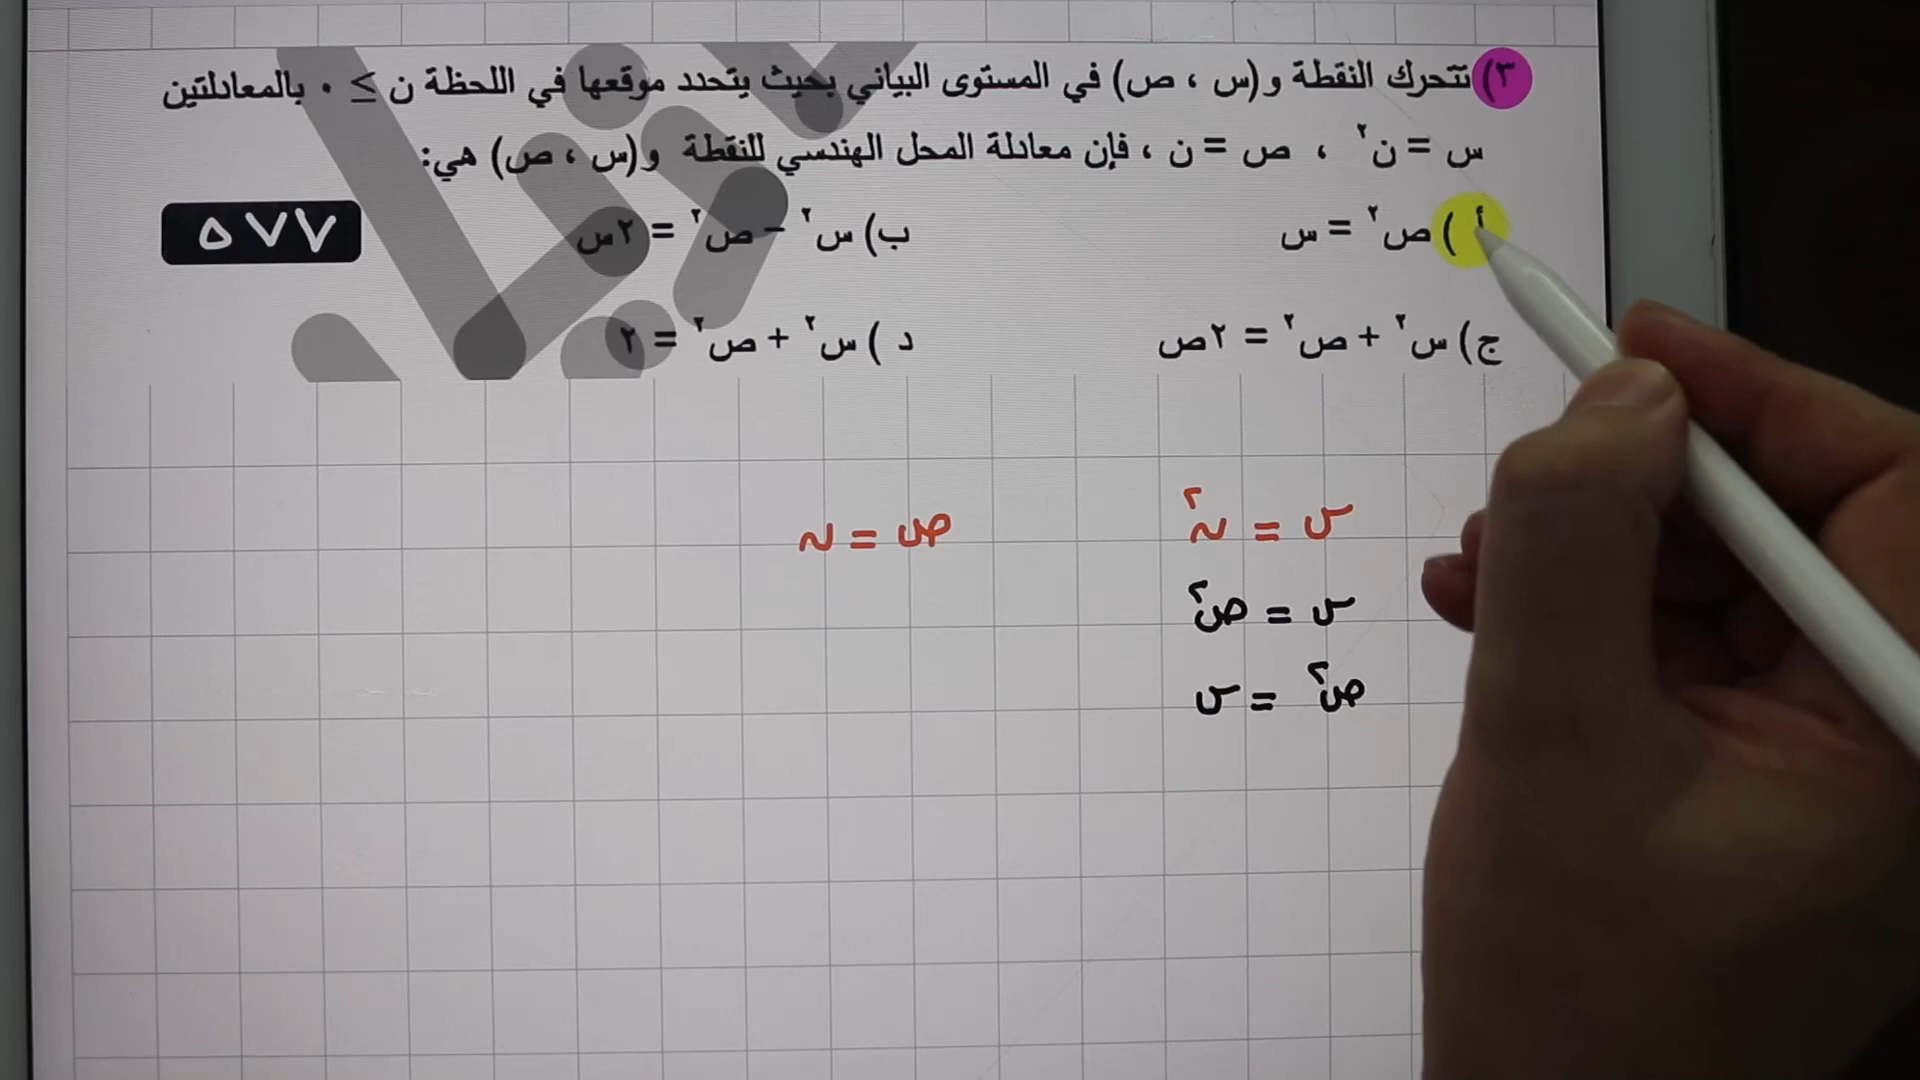 ٣) تتحرك النقطة و(س ، ص) في المستوى البياني بحيث يتحدد موقعها في اللحظة ن ≥ ٠ بالمعادلتين
س = ن٢ ، ص = ن ، فإن معادلة المحل الهندسي للنقطة و(س ، ص) هي:
أ ) ص٢ = س
ب) س٢ − ص٢ = ٢س
٥٧٧
ج) س٢ + ص٢ = ٢ص
د ) س٢ + ص٢ = ٢
س = ن٢
ص = ن
س = ص٢
ص٢ = س